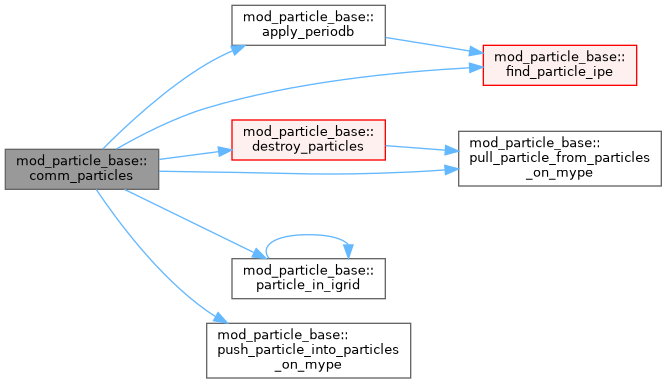 mod_particle_base::
apply_periodb
mod_particle_base::
find_particle_ipe
mod_particle_base::
destroy_particles
mod_particle_base::
pull_particle_from_particles
_on_mype
mod_particle_base::
comm_particles
mod_particle_base::
particle_in_igrid
mod_particle_base::
push_particle_into_particles
_on_mype